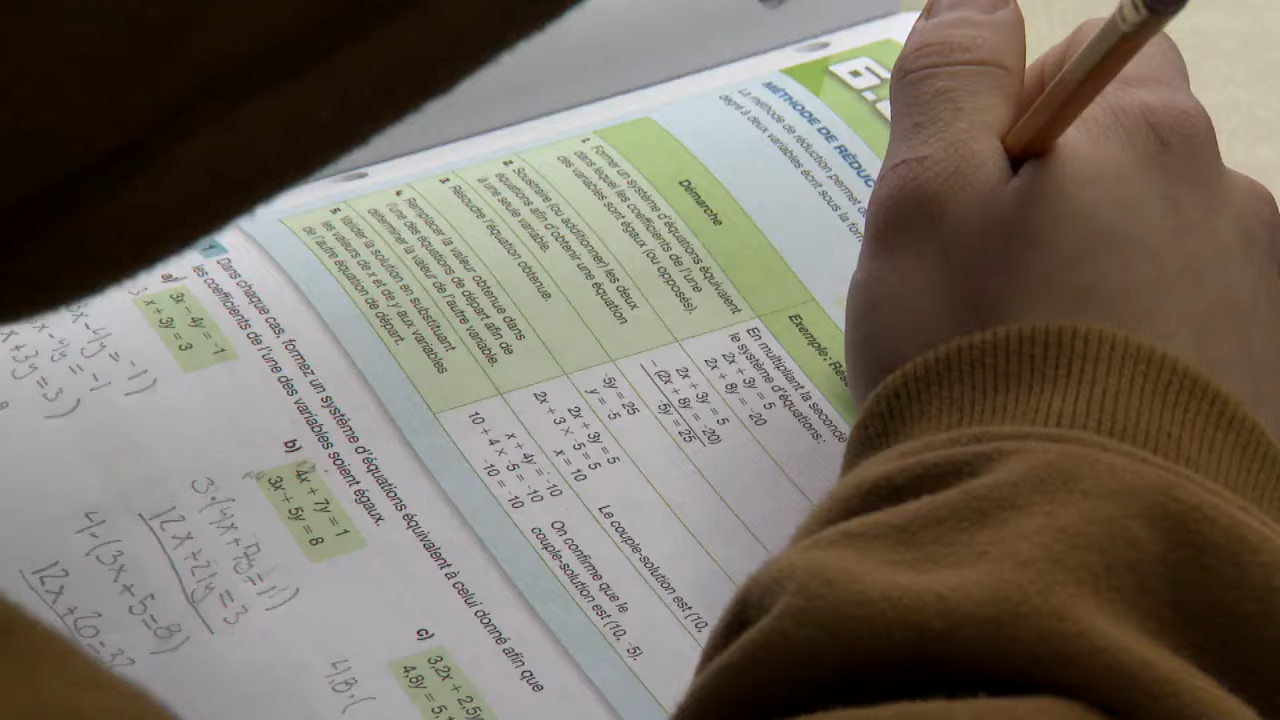 6.
MÉTHODE DE RÉDUC
La méthode de réduction permet de
degré à deux variables écrit sous la form
Démarche
Exemple : Rés
1. Former un système d'équations équivalent
dans lequel les coefficients de l'une
des variables sont égaux (ou opposés).
En multipliant la seconde
le système d'équations :
2x + 3y = 5
2x + 8y = -20
2. Soustraire (ou additionner) les deux
équations afin d'obtenir une équation
à une seule variable.
2x + 3y = 5
– (2x + 8y = -20)
-5y = 25
3. Résoudre l'équation obtenue.
-5y = 25
y = -5
4. Remplacer la valeur obtenue dans
l'une des équations de départ afin de
déterminer la valeur de l'autre variable.
2x + 3y = 5
2x + 3 × -5 = 5
x = 10
Le couple-solution est (10,
5. Valider la solution en substituant
les valeurs de x et de y aux variables
de l'autre équation de départ.
x + 4y = -10
10 + 4 × -5 = -10
-10 = -10
On confirme que le
couple-solution est (10, -5).
1 Dans chaque cas, formez un système d'équations équivalent à celui donné afin que
les coefficients de l'une des variables soient égaux.
a) 3x – 4y = -1
x + 3y = 3
b) 4x + 7y = 1
3x + 5y = 8
c) 3,2x + 2,5y
4,8y = 5,
x - 4y = -1)
x - 4y = -1
x + 3y = 3)
3·(4x + 7y = 1)
12x + 21y = 3
4·(3x + 5 = 8)
12x + 20 = 32
4,8·(